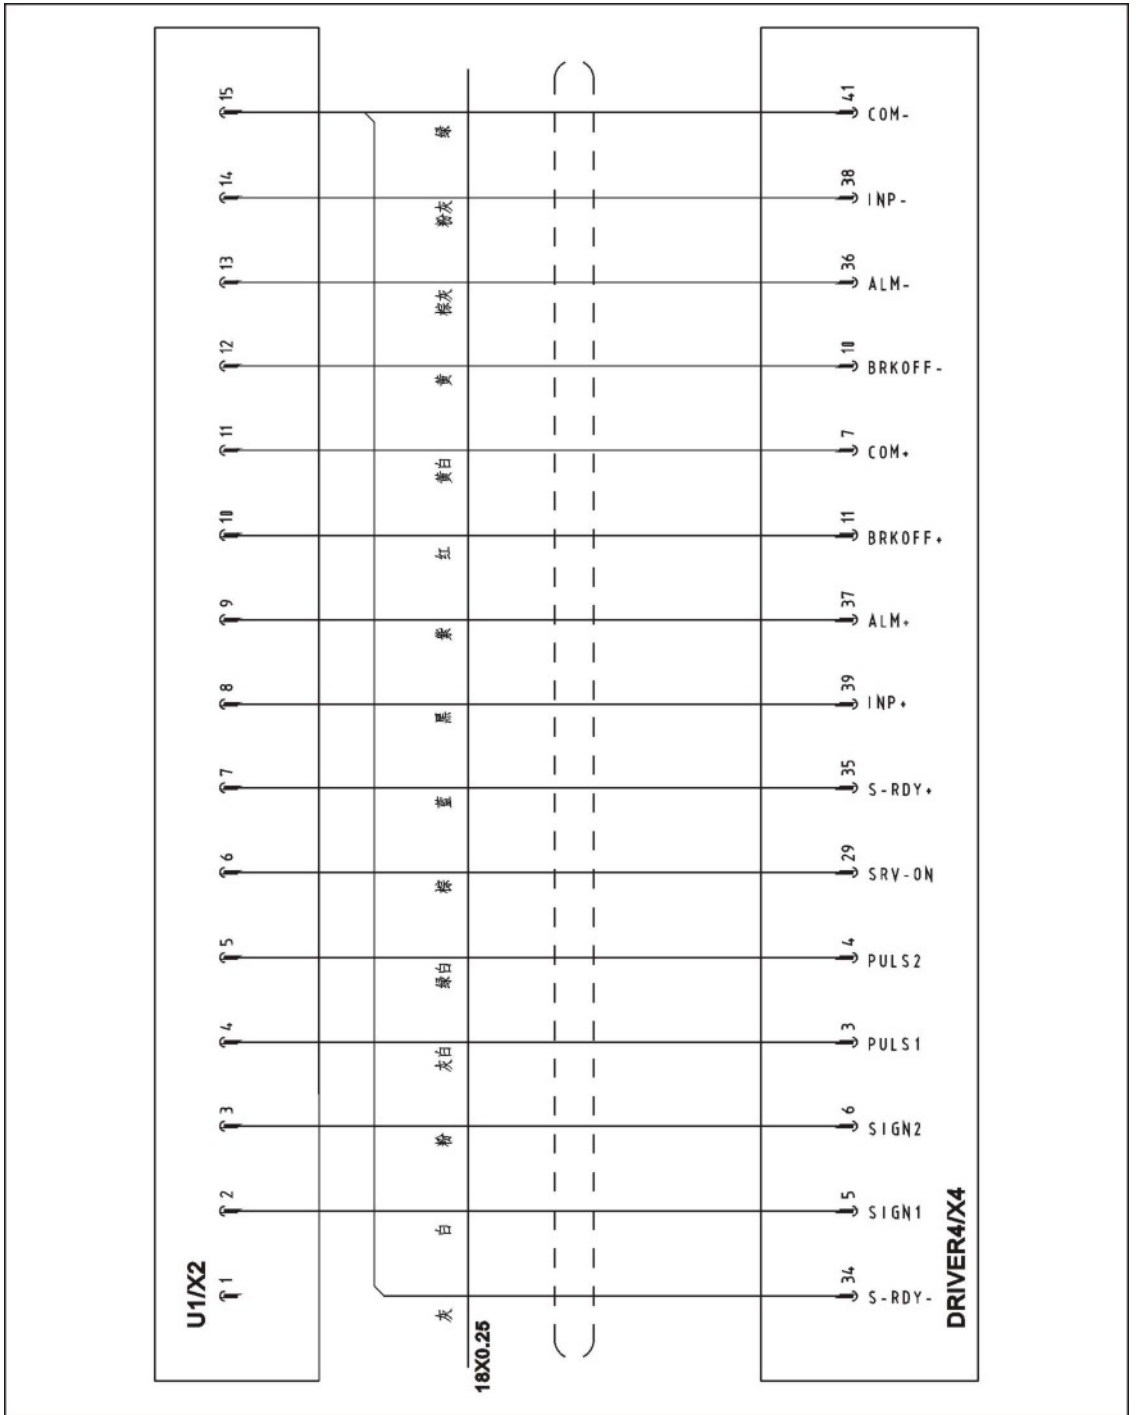 15 绿 41 COM-
14 粉灰 38 INP-
13 棕灰 36 ALM-
12 黄 10 BRKOFF-
11 黄白 7 COM+
10 红 11 BRKOFF+
9 紫 37 ALM+
8 黑 39 INP+
7 蓝 35 S-RDY+
6 棕 29 SRV-ON
5 绿白 4 PULS2
4 灰白 3 PULS1
3 粉 6 SIGN2
2 白 5 SIGN1
1 灰 34 S-RDY-
U1/X2
18X0.25
DRIVER4/X4